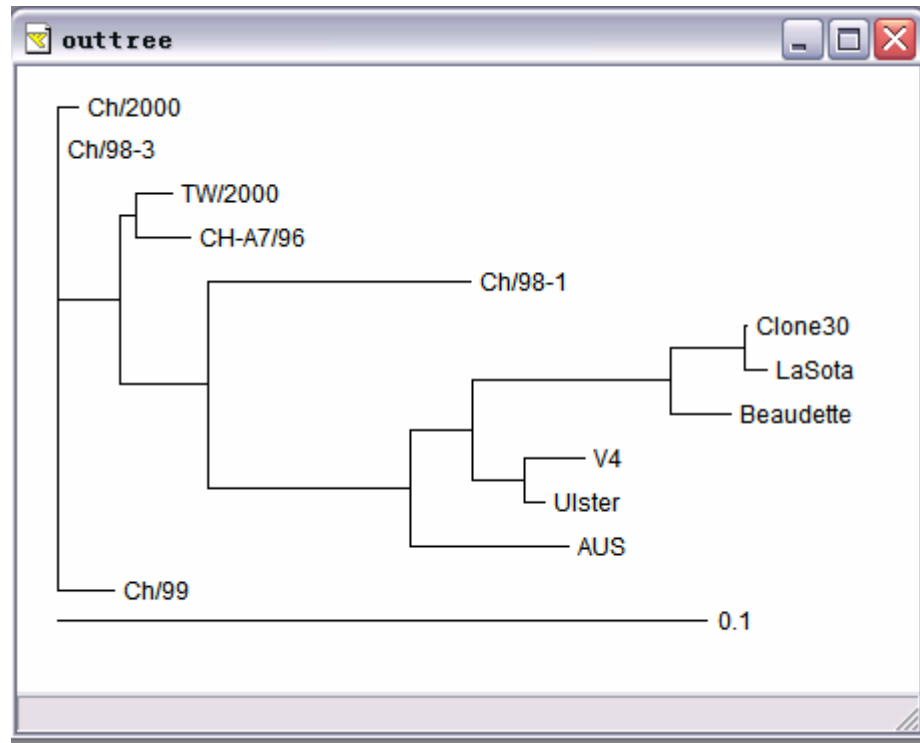 outtree
Ch/2000
Ch/98-3
TW/2000
CH-A7/96
Ch/98-1
Clone30
LaSota
Beaudette
V4
Ulster
AUS
Ch/99
0.1